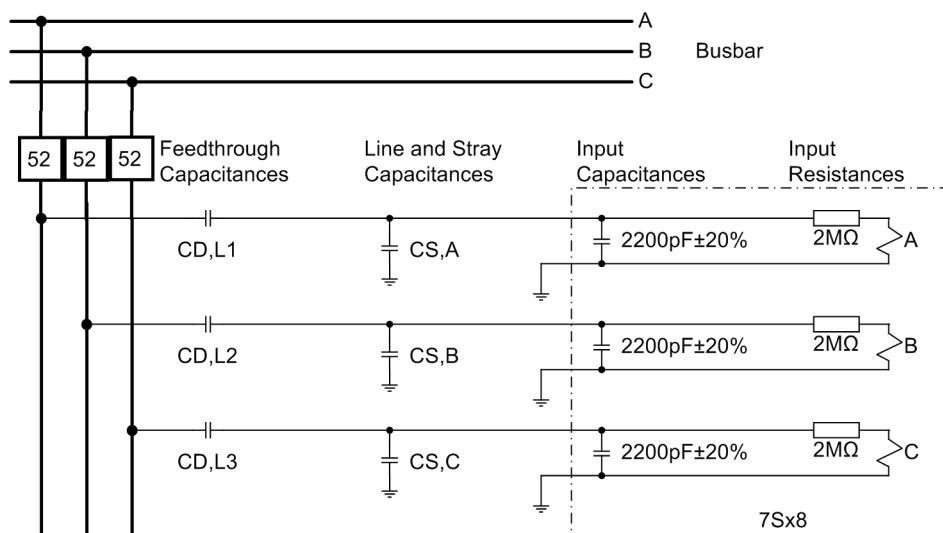 A
B Busbar
C
52 52 52
Feedthrough
Capacitances
Line and Stray
Capacitances
Input
Capacitances
Input
Resistances
CD,L1
CS,A
2200pF±20%
2MΩ
A
CD,L2
CS,B
2200pF±20%
2MΩ
B
CD,L3
CS,C
2200pF±20%
2MΩ
C
7Sx8